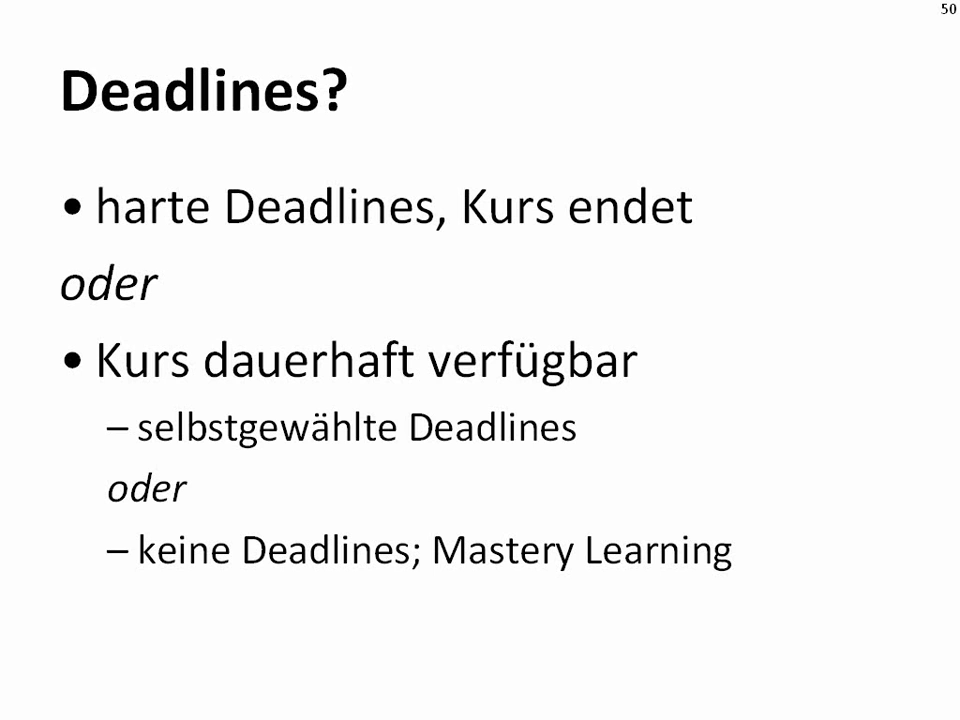 50
Deadlines?
• harte Deadlines, Kurs endet
oder
• Kurs dauerhaft verfügbar
– selbstgewählte Deadlines
oder
– keine Deadlines; Mastery Learning